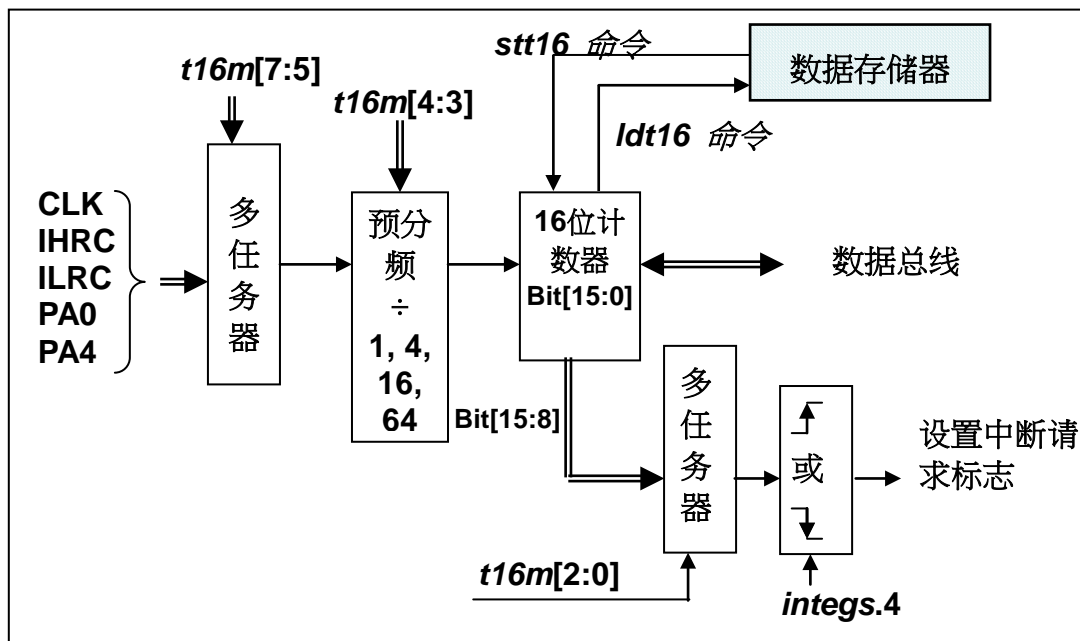 stt16 命令
数据存储器
t16m[7:5]
t16m[4:3]
ldt16 命令
CLK
IHRC
ILRC
PA0
PA4
多
任
务
器
预分
频
÷
1, 4,
16,
64
16位计
数器
Bit[15:0]
数据总线
Bit[15:8]
多
任
务
器
或
设置中断请
求标志
t16m[2:0]
integs.4